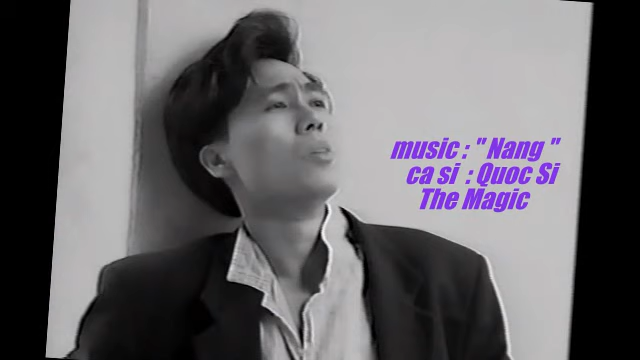 music : " Nang "
ca si : Quoc Si
The Magic